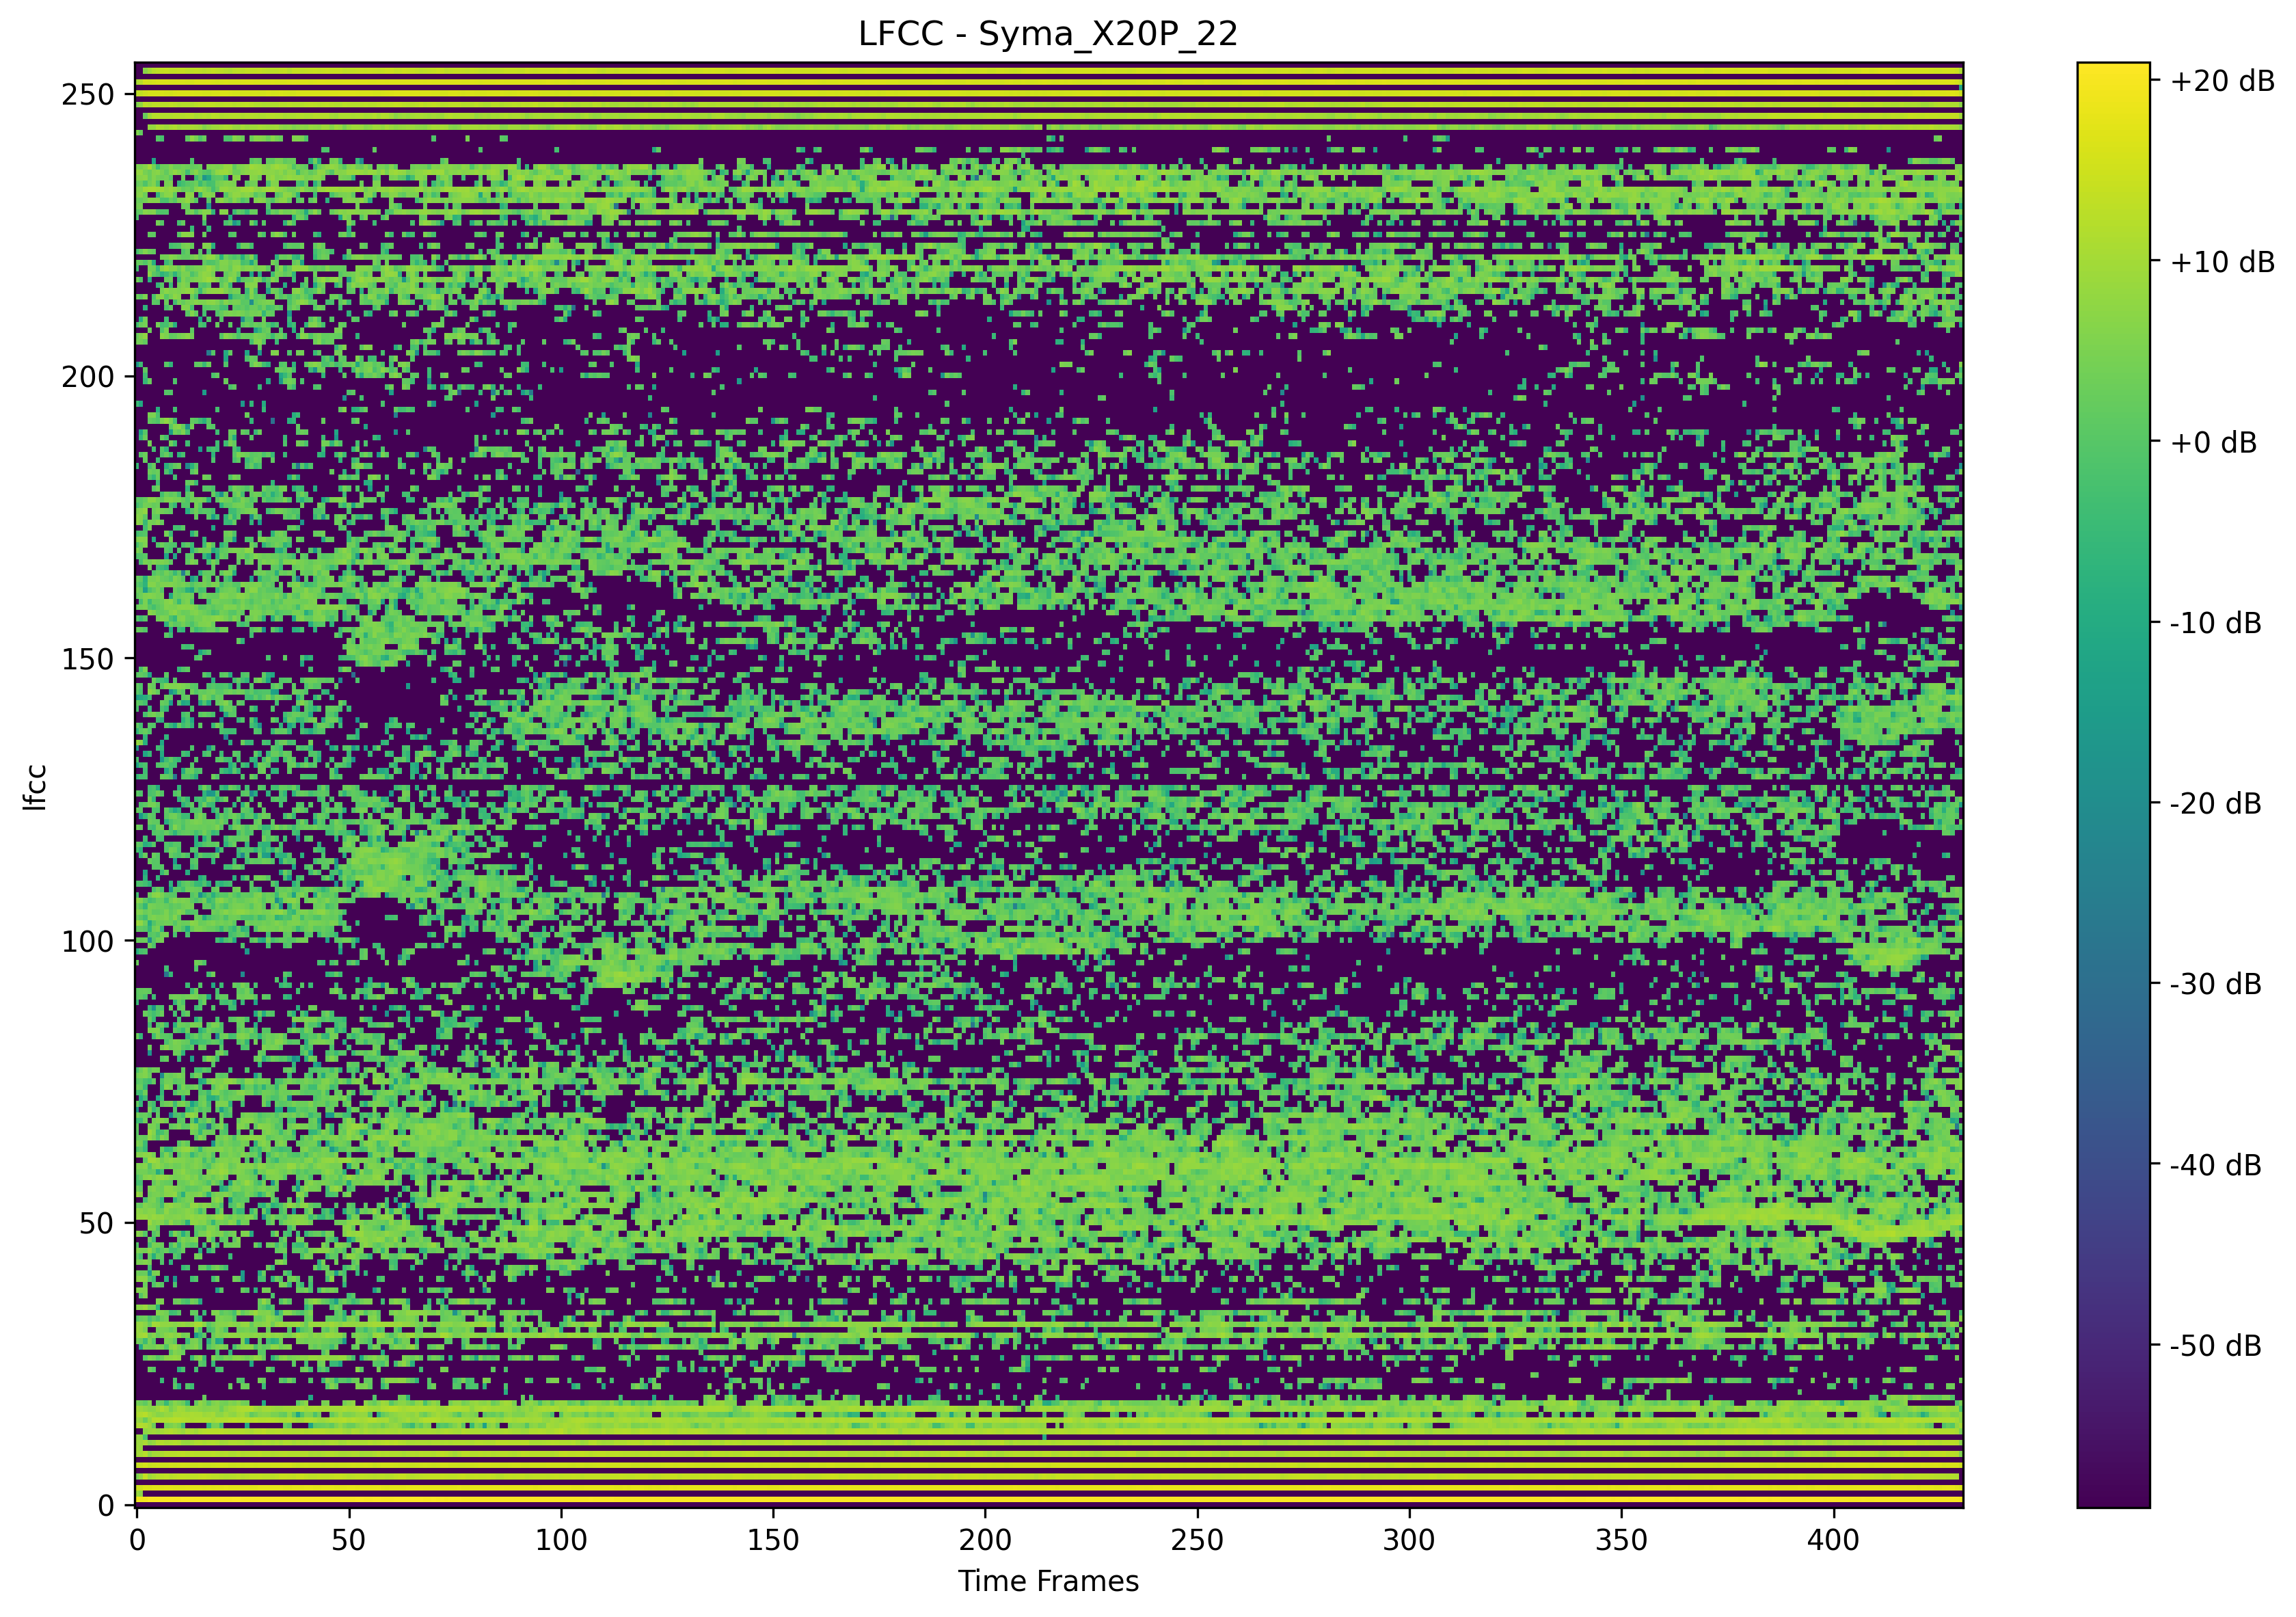 LFCC - Syma_X20P_22
250
200
150
100
50
0
lfcc
0 50 100 150 200 250 300 350 400
Time Frames
+20 dB
+10 dB
+0 dB
-10 dB
-20 dB
-30 dB
-40 dB
-50 dB